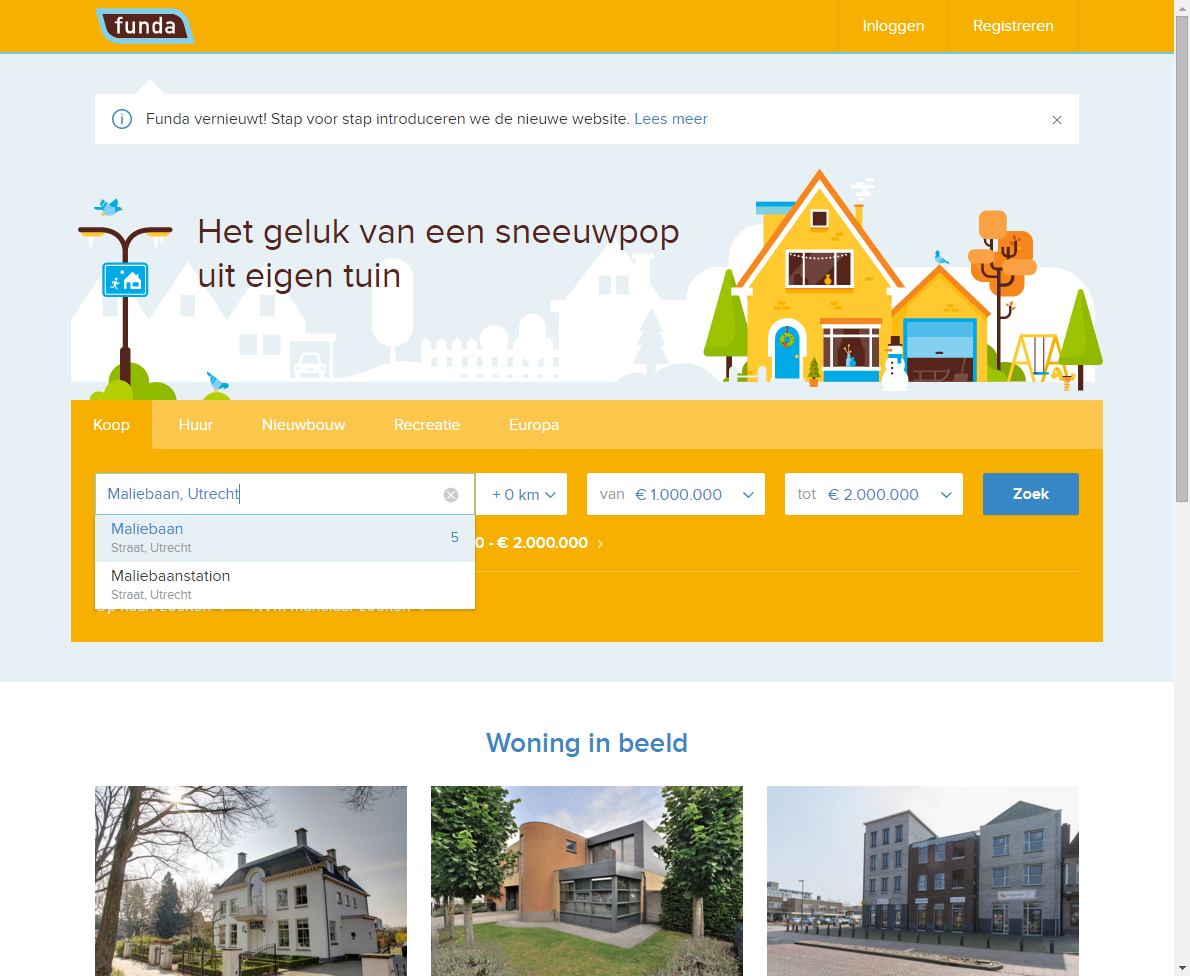 funda
Inloggen
Registreren
Funda vernieuwt! Stap voor stap introduceren we de nieuwe website. Lees meer
Het geluk van een sneeuwpop
uit eigen tuin
Koop
Huur
Nieuwbouw
Recreatie
Europa
Maliebaan, Utrecht
+ 0 km
van € 1.000.000
tot € 2.000.000
Zoek
Maliebaan
Straat, Utrecht
5
0 - € 2.000.000
Maliebaanstation
Straat, Utrecht
Woning in beeld